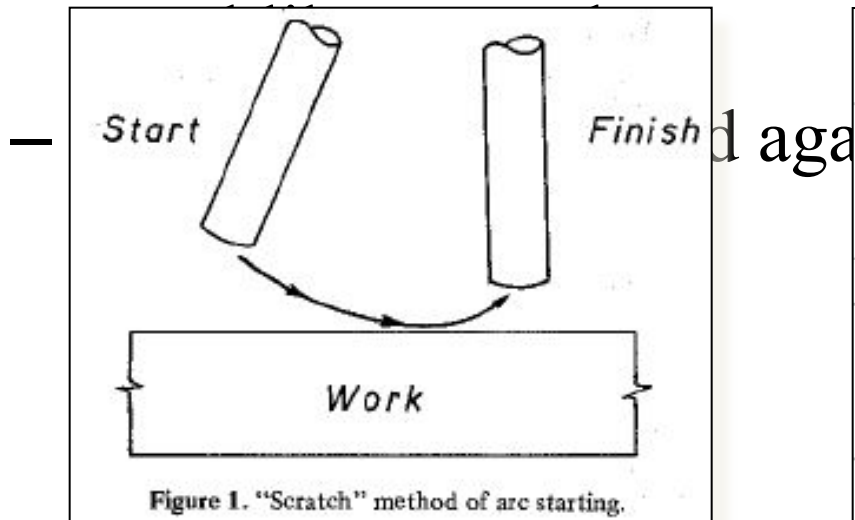 – Start Finish d aga
Work
Figure 1. “Scratch” method of arc starting.